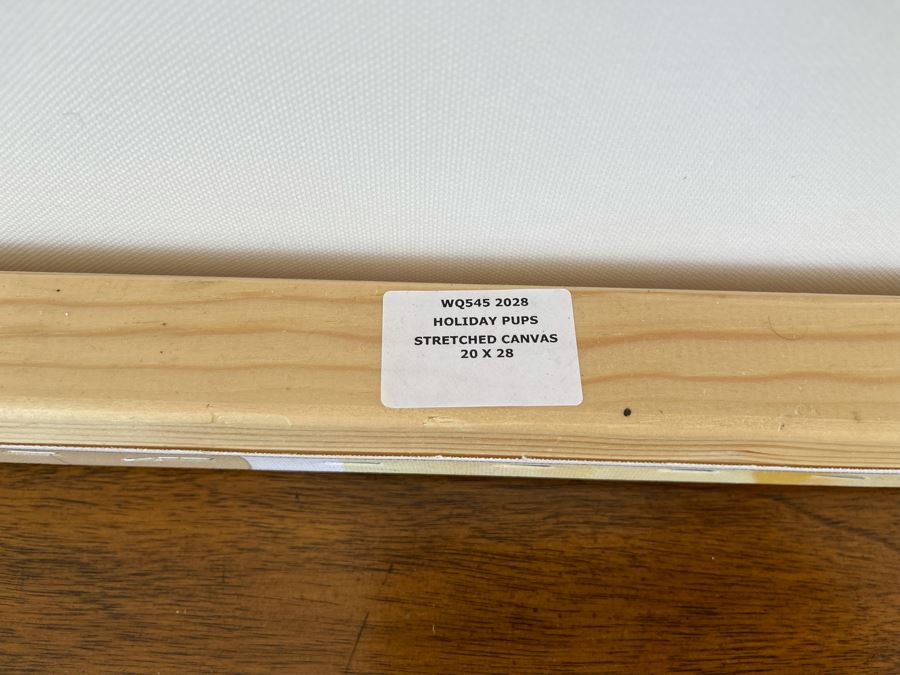 WQ545 2028
HOLIDAY PUPS
STRETCHED CANVAS
20 X 28